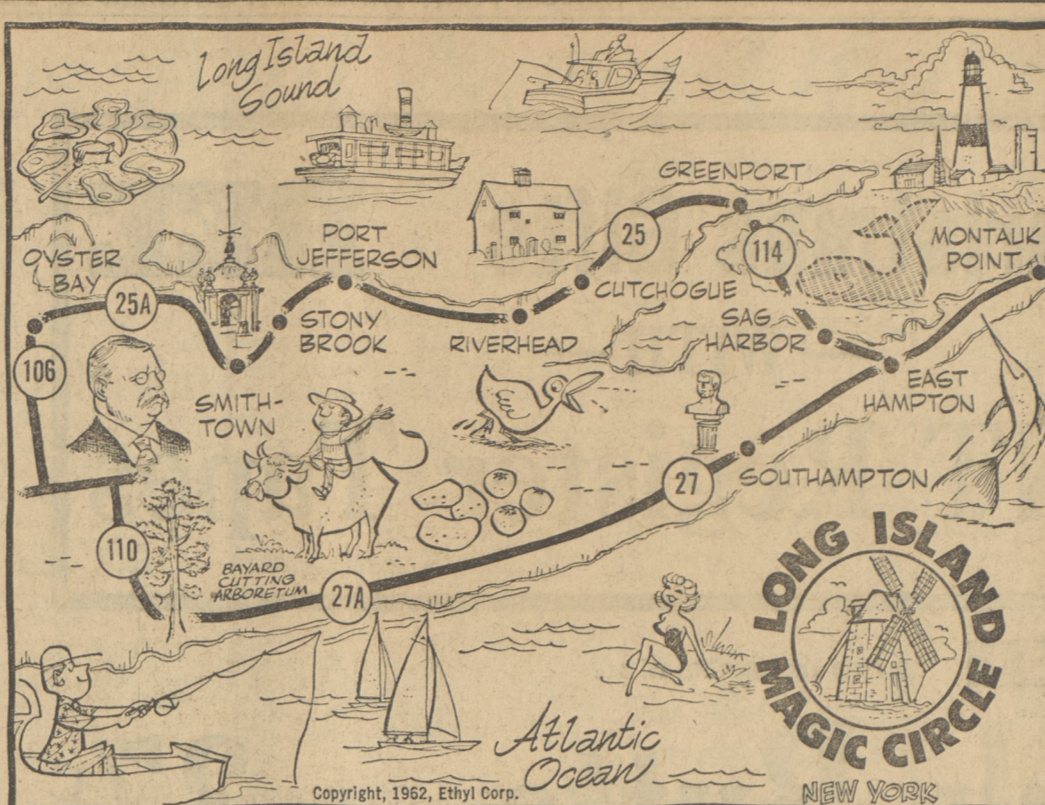 Long Island
Sound
GREENPORT
25
114
OYSTER
BAY
PORT
JEFFERSON
MONTAUK
POINT
25A
CUTCHOGUE
STONY
BROOK
RIVERHEAD
SAG
HARBOR
106
SMITH-
TOWN
EAST
HAMPTON
27
SOUTHAMPTON
110
BAYARD
CUTTING
ARBORETUM
27A
LONG ISLAND
MAGIC CIRCLE
Atlantic
Ocean
NEW YORK
Copyright, 1962, Ethyl Corp.